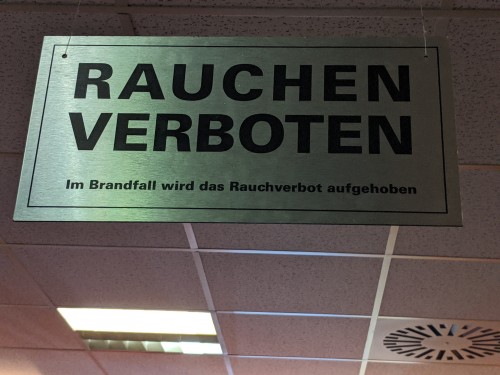 RAUCHEN
VERBOTEN
Im Brandfall wird das Rauchverbot aufgehoben